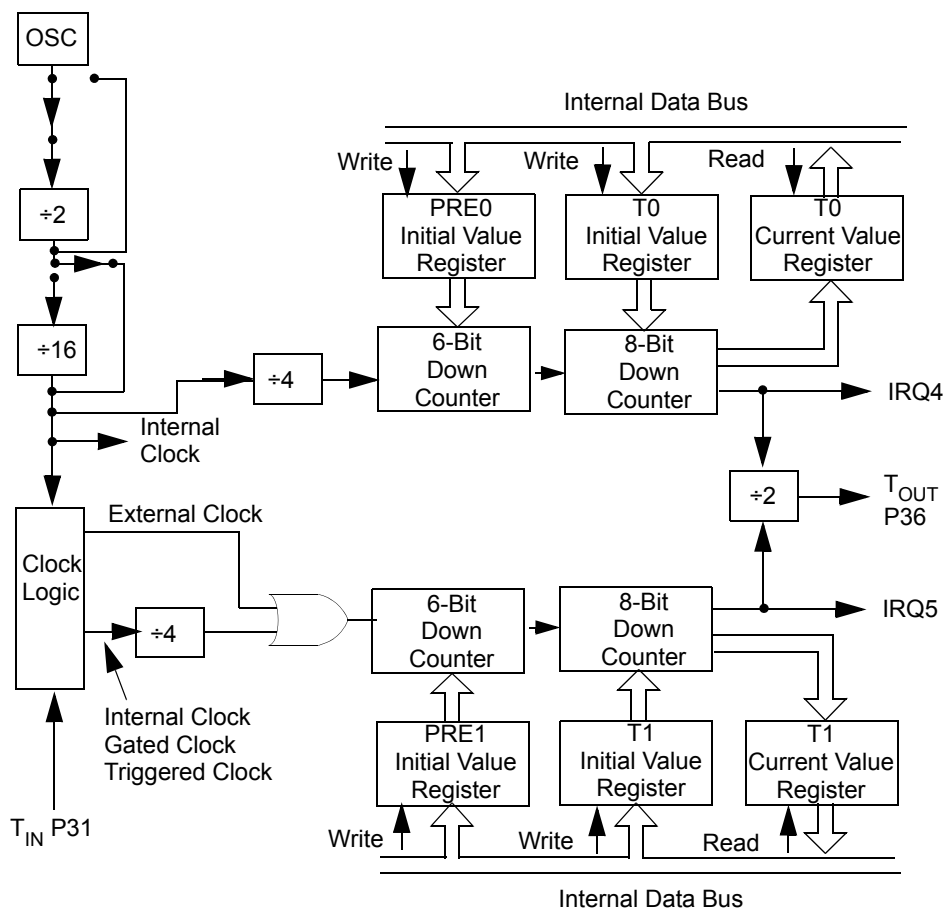 OSC
Internal Data Bus
Write
Write
Read
÷2
PRE0
Initial Value
Register
T0
Initial Value
Register
T0
Current Value
Register
÷16
÷4
6-Bit
Down
Counter
8-Bit
Down
Counter
IRQ4
Internal
Clock
÷2
TOUT
P36
External Clock
Clock
Logic
÷4
6-Bit
Down
Counter
8-Bit
Down
Counter
IRQ5
Internal Clock
Gated Clock
Triggered Clock
PRE1
Initial Value
Register
T1
Initial Value
Register
T1
Current Value
Register
TIN P31
Write
Write
Read
Internal Data Bus